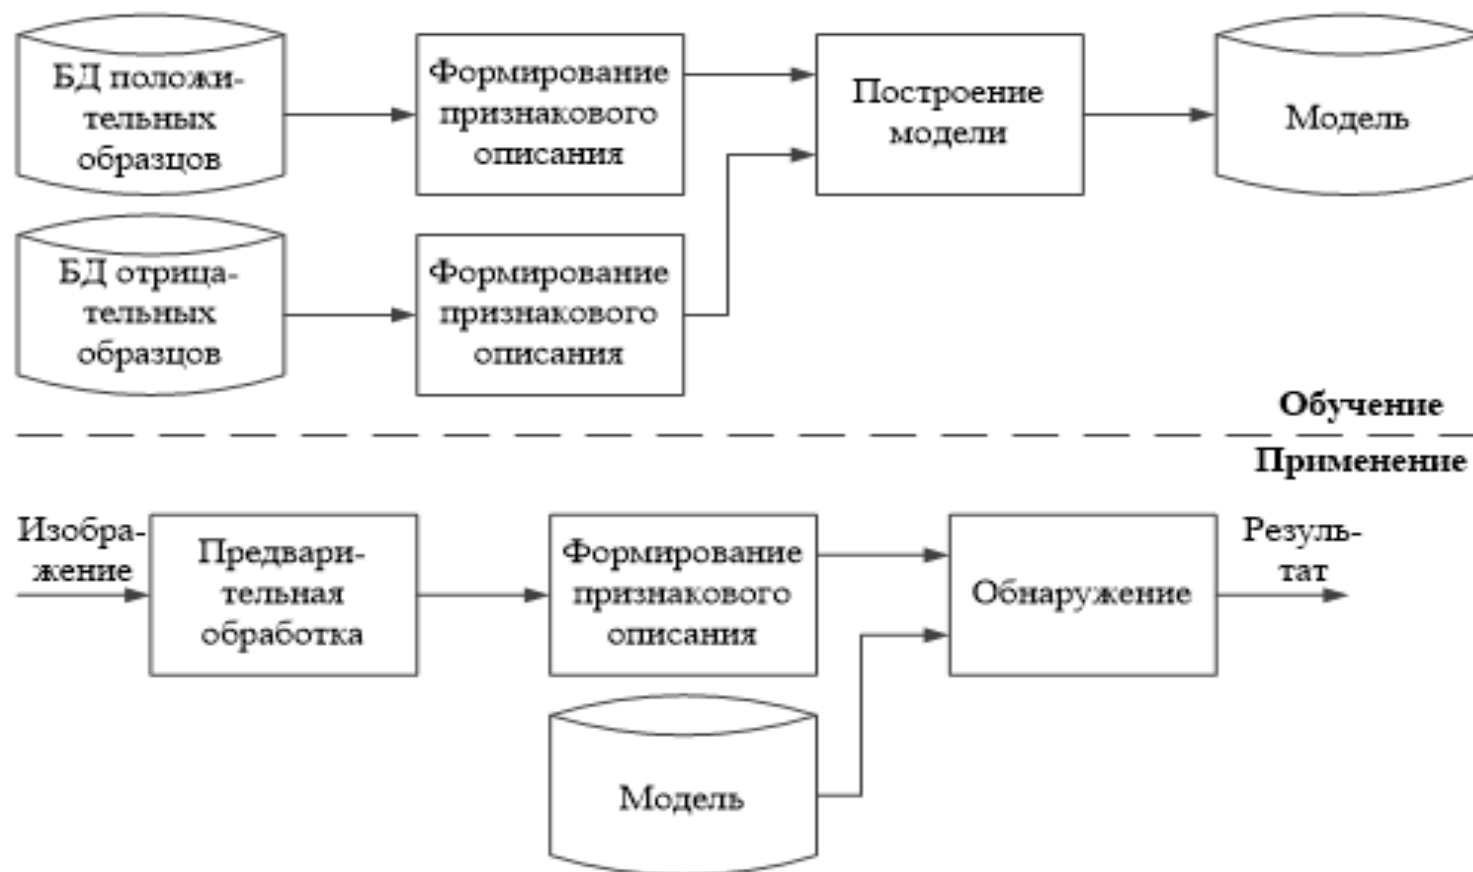 БД положи-
тельных
образцов
Формирование
признакового
описания
Построение
модели
Модель
БД отрица-
тельных
образцов
Формирование
признакового
описания
Обучение
Применение
Изобра-
жение
Предвари-
тельная
обработка
Формирование
признакового
описания
Обнаружение
Резуль-
тат
Модель